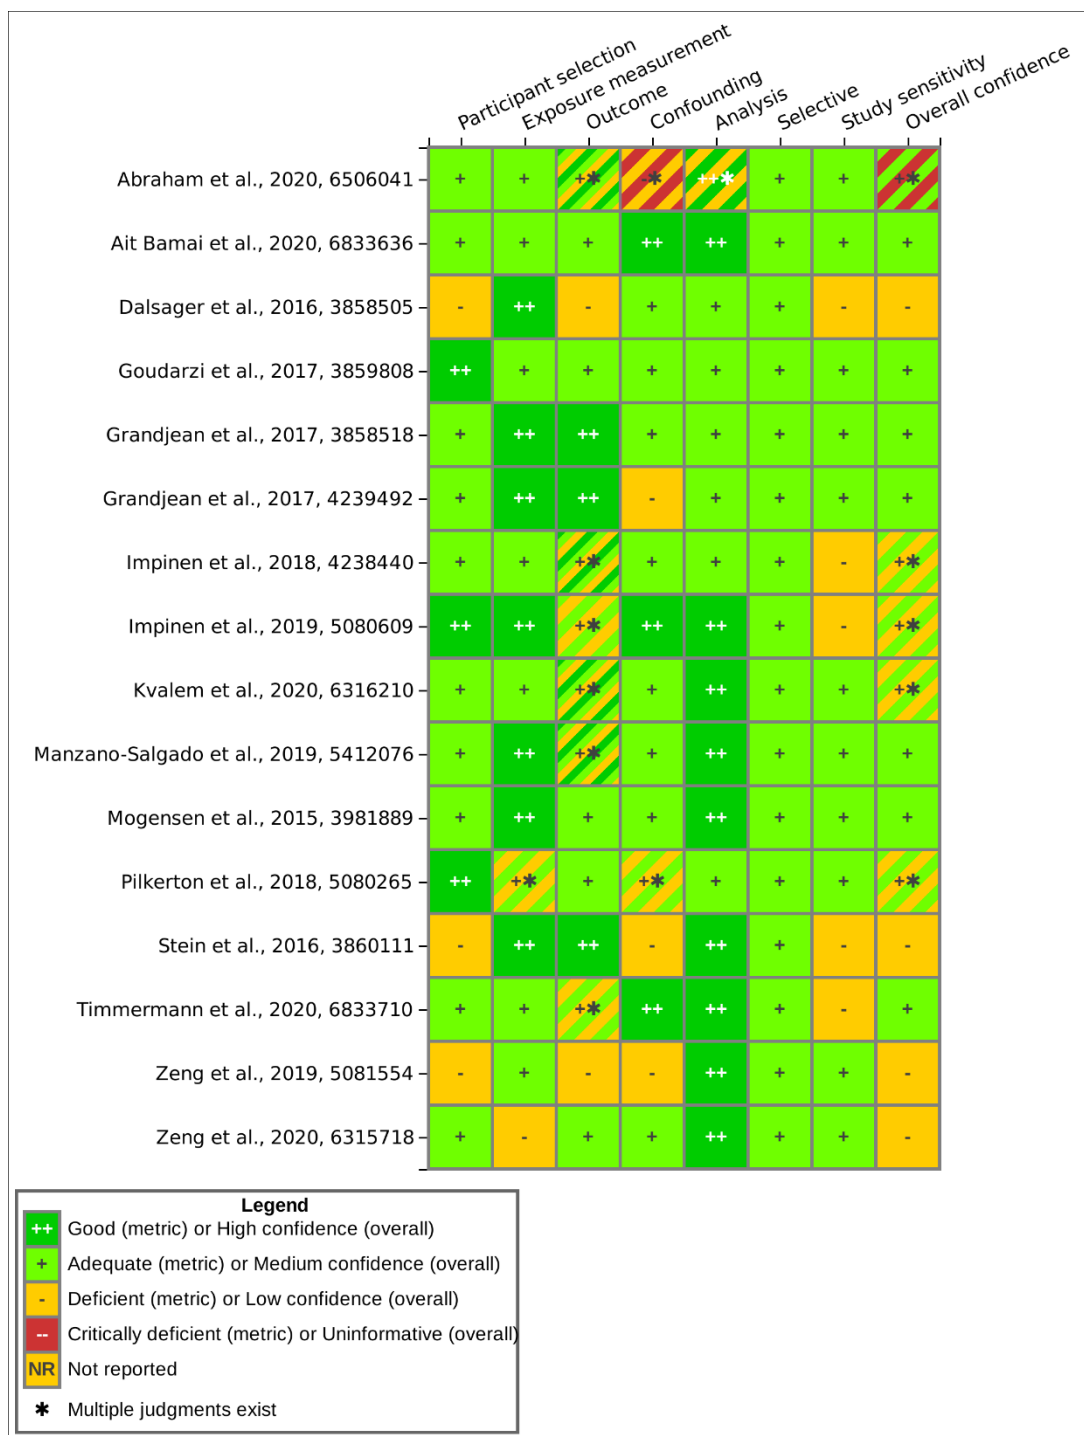 Participant selection
Exposure measurement
Outcome
Confounding
Analysis
Selective
Study sensitivity
Overall confidence
Abraham et al., 2020, 6506041 + + +✱ -✱ ++✱ + + +✱
Ait Bamai et al., 2020, 6833636 + + + ++ ++ + + +
Dalsager et al., 2016, 3858505 - ++ - + + + - -
Goudarzi et al., 2017, 3859808 ++ + + + + + + +
Grandjean et al., 2017, 3858518 + ++ ++ + + + + +
Grandjean et al., 2017, 4239492 + ++ ++ - + + + +
Impinen et al., 2018, 4238440 + + +✱ + + + - +✱
Impinen et al., 2019, 5080609 ++ ++ +✱ ++ ++ + - +✱
Kvalem et al., 2020, 6316210 + + +✱ + ++ + + +✱
Manzano-Salgado et al., 2019, 5412076 + ++ +✱ + ++ + + +
Mogensen et al., 2015, 3981889 + ++ + + ++ + + +
Pilkerton et al., 2018, 5080265 ++ +✱ + +✱ + + + +✱
Stein et al., 2016, 3860111 - ++ ++ - ++ + - -
Timmermann et al., 2020, 6833710 + + +✱ ++ ++ + - +
Zeng et al., 2019, 5081554 - + - - ++ + + -
Zeng et al., 2020, 6315718 + - + + ++ + + -
Legend
++ Good (metric) or High confidence (overall)
+ Adequate (metric) or Medium confidence (overall)
- Deficient (metric) or Low confidence (overall)
-- Critically deficient (metric) or Uninformative (overall)
NR Not reported
✱ Multiple judgments exist